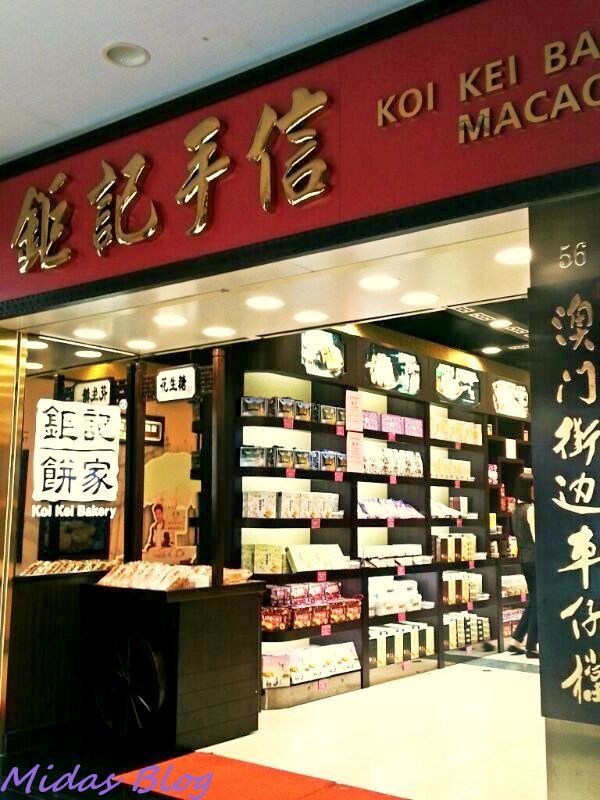 鉅記手信
KOI KEI BA
MACAO
56
澳门街边車仔檔
花生糖
鉅記
餅家
Koi Kei Bakery
Midas Blog